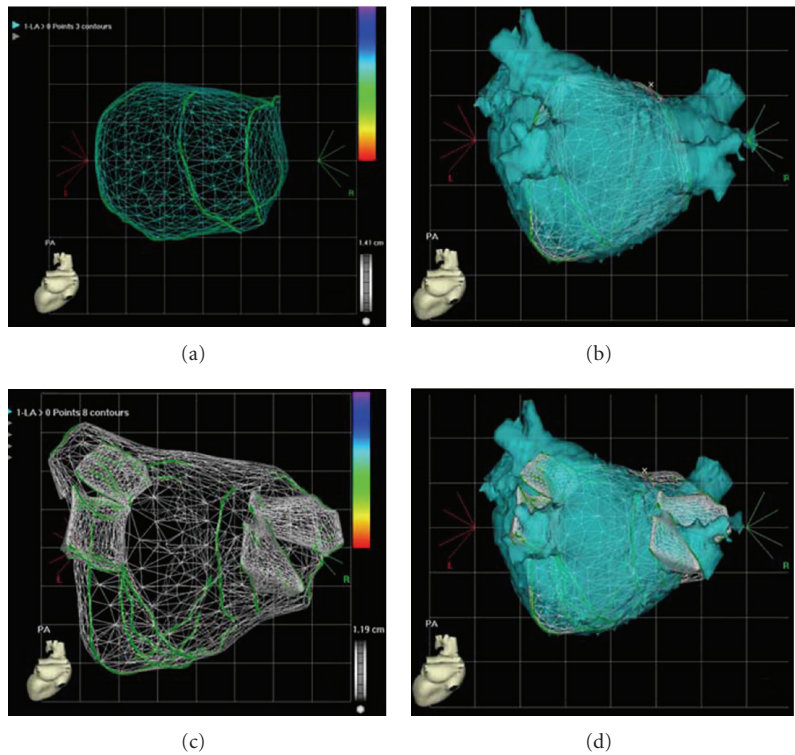 1-LA > 0 Points 3 contours
L
R
PA
1.41 cm
(a)
x
L
R
PA
(b)
1-LA > 0 Points 8 contours
L
R
PA
1.19 cm
(c)
x
L
R
PA
(d)